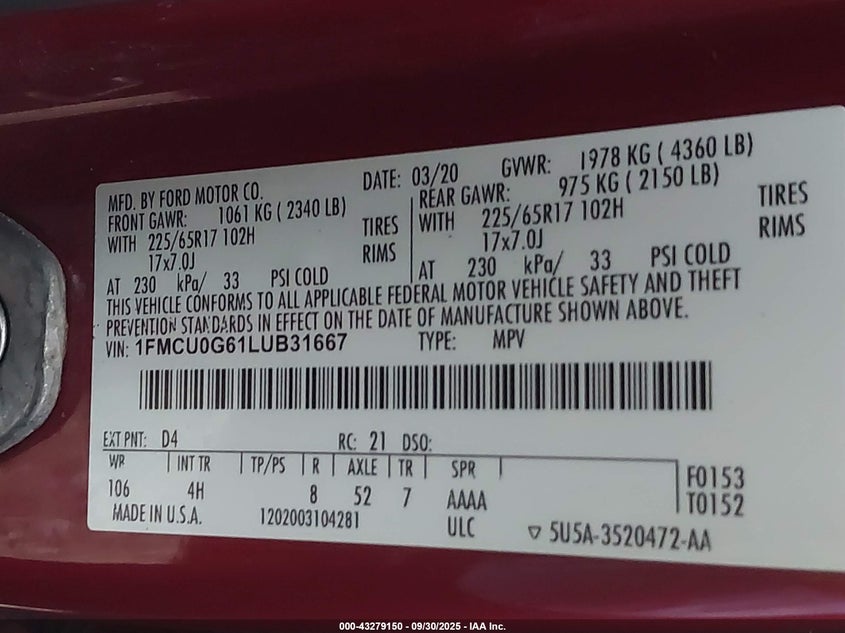 MFD. BY FORD MOTOR CO. DATE: 03/20 GVWR: 1978 KG ( 4360 LB)
FRONT GAWR: 1061 KG ( 2340 LB) REAR GAWR: 975 KG ( 2150 LB)
WITH 225/65R17 102H TIRES WITH 225/65R17 102H TIRES
17x7.0J RIMS 17x7.0J RIMS
AT 230 kPa/ 33 PSI COLD AT 230 kPa/ 33 PSI COLD
THIS VEHICLE CONFORMS TO ALL APPLICABLE FEDERAL MOTOR VEHICLE SAFETY AND THEFT
PREVENTION STANDARDS IN EFFECT ON THE DATE OF MANUFACTURE SHOWN ABOVE.
VIN: 1FMCU0G61LUB31667 TYPE: MPV
EXT PNT: D4 RC: 21 DSO:
WB INT TR TP/PS R AXLE TR SPR F0153
106 4H 8 52 7 AAAA T0152
MADE IN U.S.A. 1202003104281 ULC ▽ 5U5A-3520472-AA
000-43279150 - 09/30/2025 - IAA Inc.